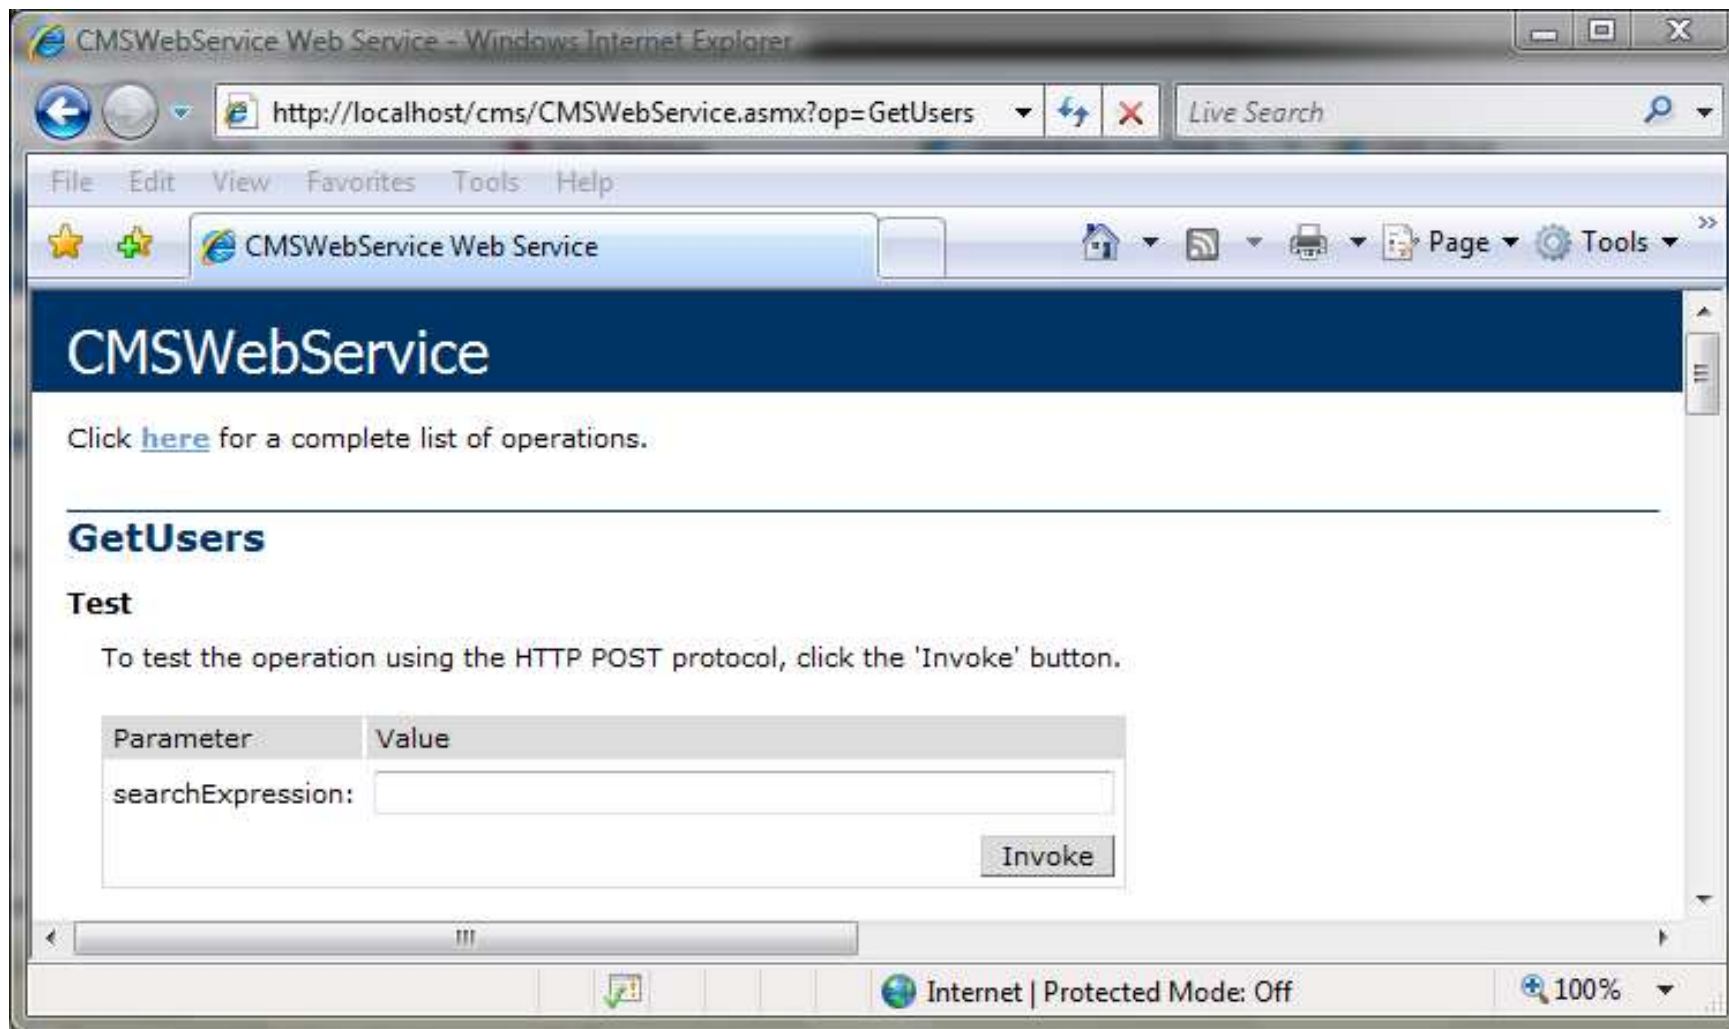 CMSWebService Web Service - Windows Internet Explorer
http://localhost/cms/CMSWebService.asmx?op=GetUsers
Live Search
File Edit View Favorites Tools Help
CMSWebService Web Service
Page Tools
CMSWebService
Click here for a complete list of operations.
GetUsers
Test
To test the operation using the HTTP POST protocol, click the 'Invoke' button.
Parameter Value
searchExpression:
Invoke
Internet | Protected Mode: Off
100%